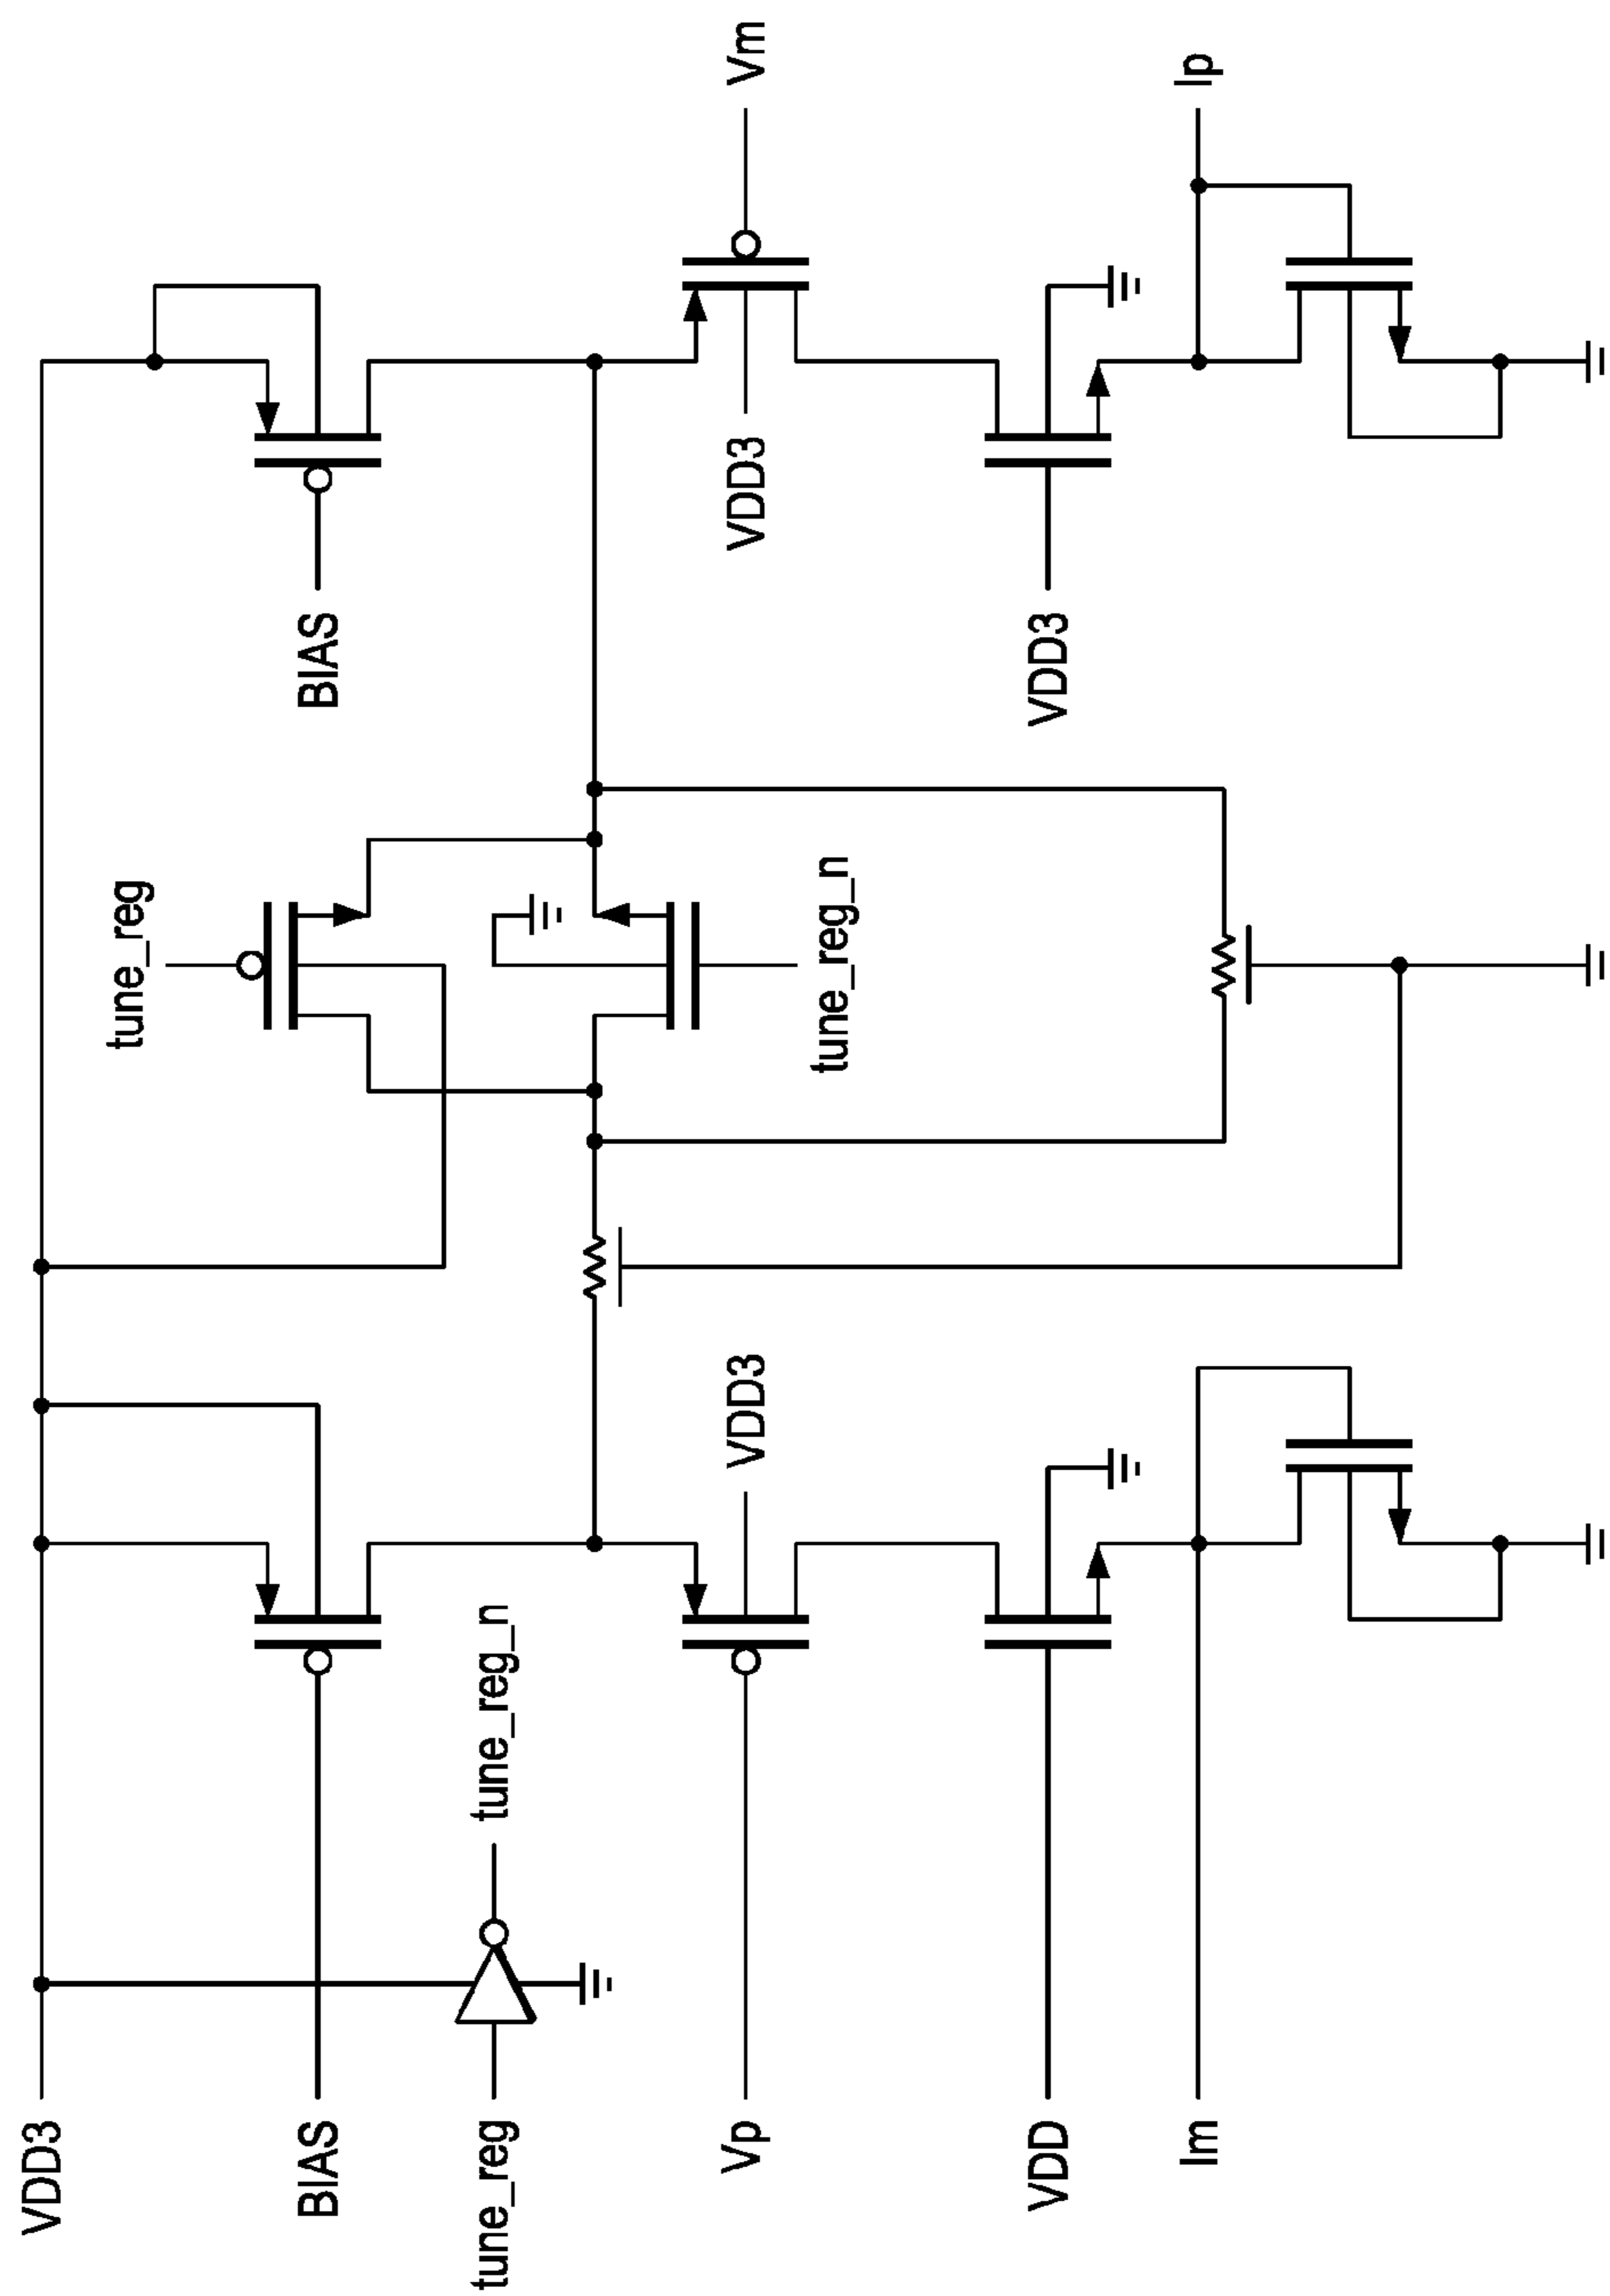 VDD3
tune_reg
BIAS
BIAS
tune_reg
tune_reg_n
Vp
VDD3
VDD3
Vm
tune_reg_n
VDD
VDD3
Im
Ip